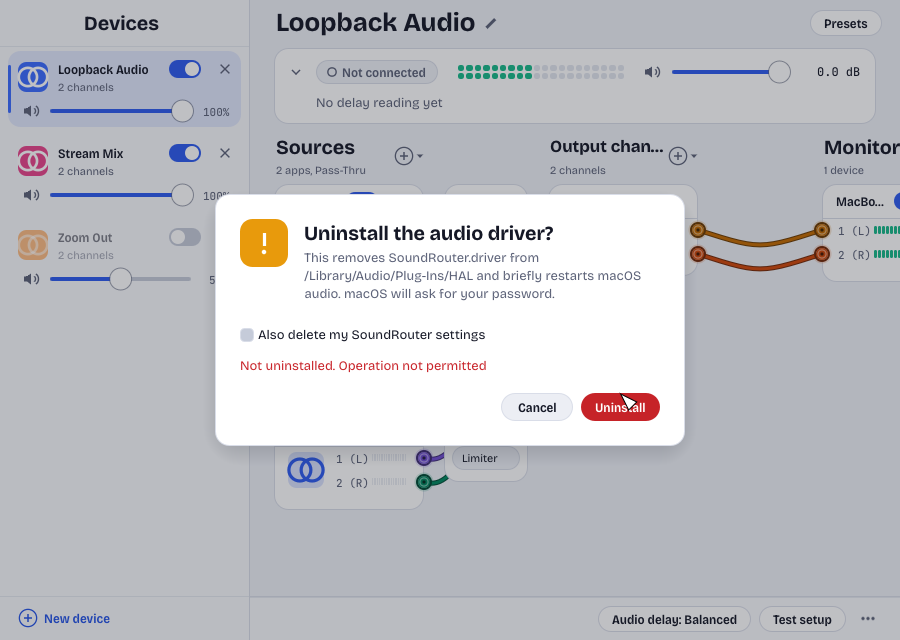 Devices
Loopback Audio
2 channels
100%
Stream Mix
2 channels
100%
Zoom Out
2 channels
5
New device
Loopback Audio
Presets
Not connected
0.0 dB
No delay reading yet
Sources
2 apps, Pass-Thru
Output chan...
2 channels
Monitor
1 device
MacBo...
1 (L)
2 (R)
Uninstall the audio driver?
This removes SoundRouter.driver from
/Library/Audio/Plug-Ins/HAL and briefly restarts macOS
audio. macOS will ask for your password.
Also delete my SoundRouter settings
Not uninstalled. Operation not permitted
Cancel
Uninstall
1 (L)
2 (R)
Limiter
Audio delay: Balanced
Test setup